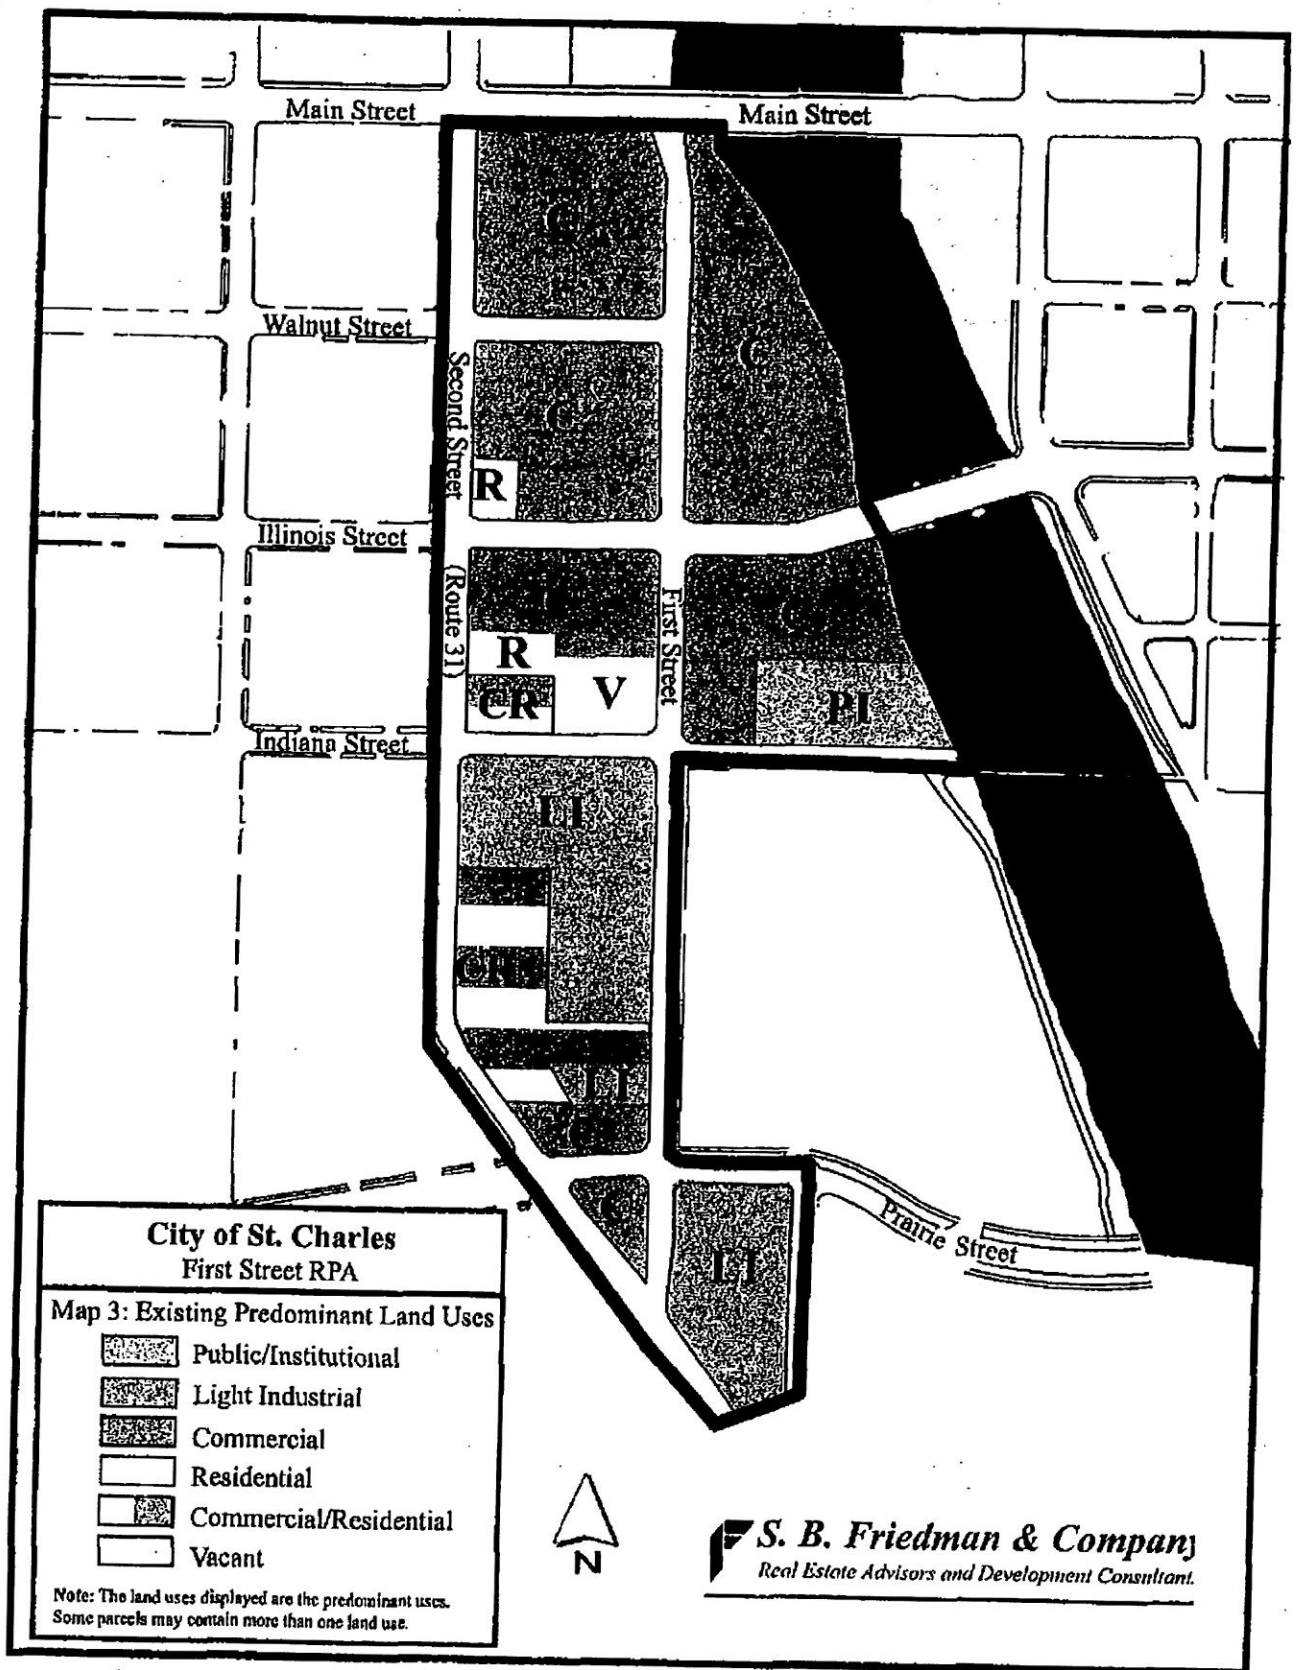 Main Street
Main Street
C
Walnut Street
C
Second Street
C
R
Illinois Street
(Route 31)
First Street
C
R
CR
V
PI
Indiana Street
LI
CR
LI
C
C
LI
Prairie Street
City of St. Charles
First Street RPA
Map 3: Existing Predominant Land Uses
Public/Institutional
Light Industrial
Commercial
Residential
Commercial/Residential
Vacant
Note: The land uses displayed are the predominant uses.
Some parcels may contain more than one land use.
N
S. B. Friedman & Company
Real Estate Advisors and Development Consultant.